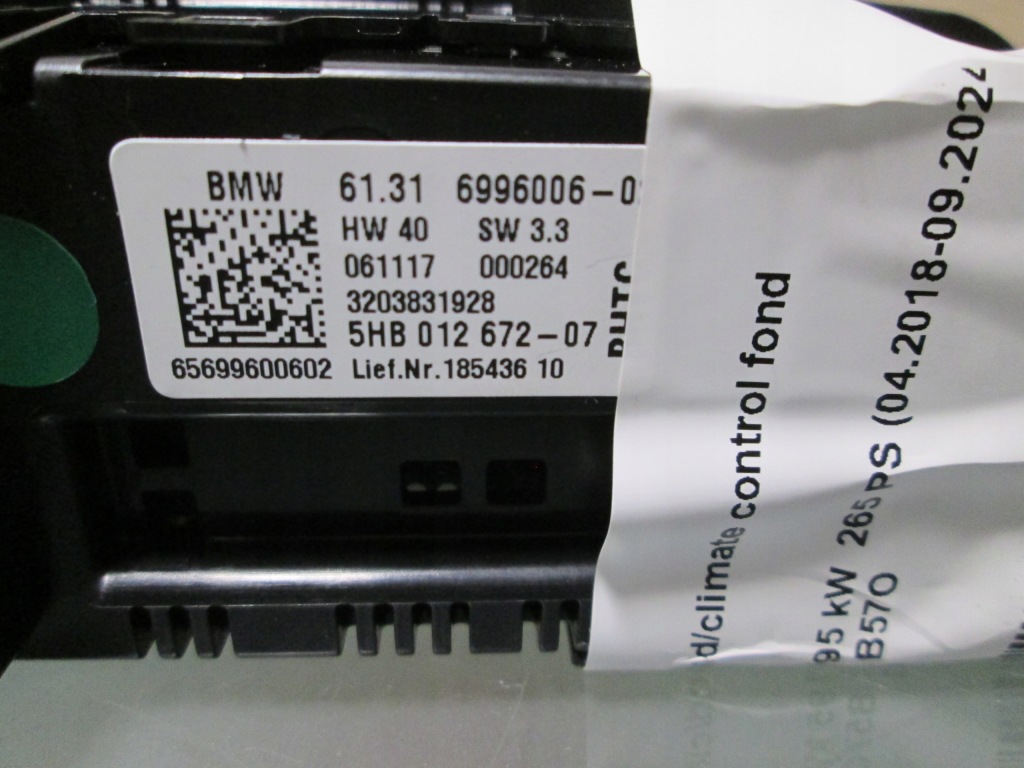 BMW 61.31 6996006-0
HW 40 SW 3.3
061117 000264
3203831928
5HB 012 672-07
65699600602 Lief.Nr.185436 10
d/climate control fond
95 kW 265 PS (04.2018-09.2022
B57O